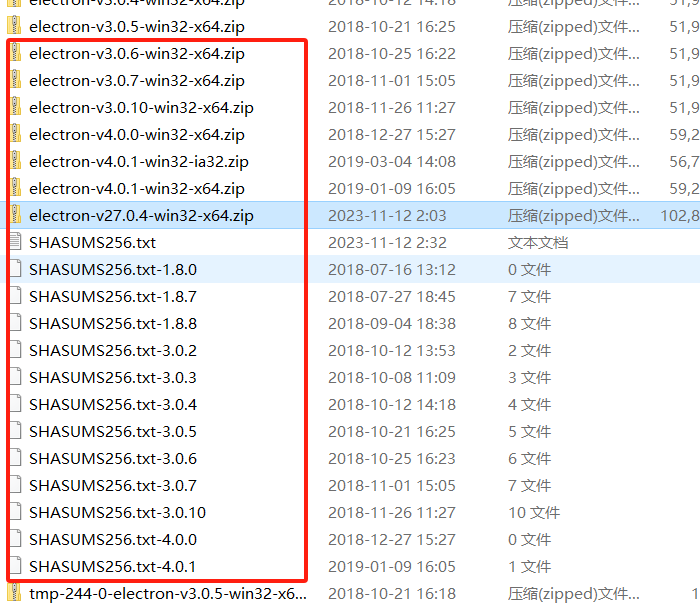 electron-v3.0.4-win32-x64.zip 2018-10-12 14:18 压缩(zipped)文件... 51,9
electron-v3.0.5-win32-x64.zip 2018-10-21 16:25 压缩(zipped)文件... 51,9
electron-v3.0.6-win32-x64.zip 2018-10-25 16:22 压缩(zipped)文件... 51,9
electron-v3.0.7-win32-x64.zip 2018-11-01 15:05 压缩(zipped)文件... 51,9
electron-v3.0.10-win32-x64.zip 2018-11-26 11:27 压缩(zipped)文件... 51,9
electron-v4.0.0-win32-x64.zip 2018-12-27 15:27 压缩(zipped)文件... 59,2
electron-v4.0.1-win32-ia32.zip 2019-03-04 14:08 压缩(zipped)文件... 56,7
electron-v4.0.1-win32-x64.zip 2019-01-09 16:05 压缩(zipped)文件... 59,2
electron-v27.0.4-win32-x64.zip 2023-11-12 2:03 压缩(zipped)文件... 102,8
SHASUMS256.txt 2023-11-12 2:32 文本文档
SHASUMS256.txt-1.8.0 2018-07-16 13:12 0 文件
SHASUMS256.txt-1.8.7 2018-07-27 18:45 7 文件
SHASUMS256.txt-1.8.8 2018-09-04 18:38 8 文件
SHASUMS256.txt-3.0.2 2018-10-12 13:53 2 文件
SHASUMS256.txt-3.0.3 2018-10-08 11:09 3 文件
SHASUMS256.txt-3.0.4 2018-10-12 14:18 4 文件
SHASUMS256.txt-3.0.5 2018-10-21 16:25 5 文件
SHASUMS256.txt-3.0.6 2018-10-25 16:23 6 文件
SHASUMS256.txt-3.0.7 2018-11-01 15:05 7 文件
SHASUMS256.txt-3.0.10 2018-11-26 11:27 10 文件
SHASUMS256.txt-4.0.0 2018-12-27 15:27 0 文件
SHASUMS256.txt-4.0.1 2019-01-09 16:05 1 文件
tmp-244-0-electron-v3.0.5-win32-x6... 2018-10-21 16:18 压缩(zipped)文件... 1